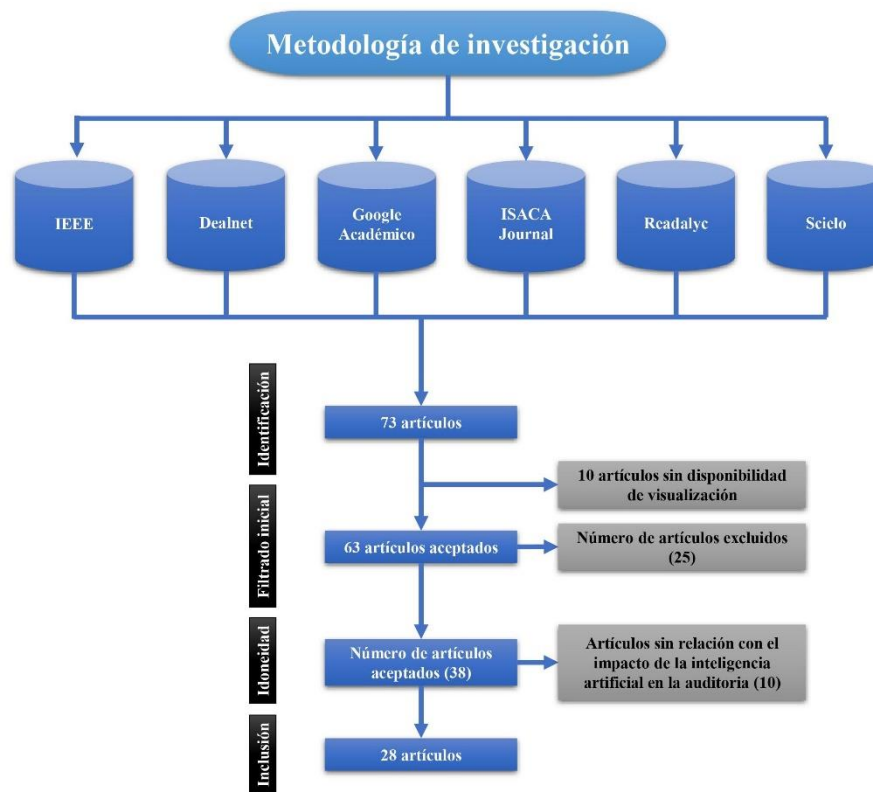 Metodología de investigación
IEEE
Dealnet
Google
Académico
ISACA
Journal
Readalyc
Scielo
Identificación
73 artículos
10 artículos sin disponibilidad
de visualización
Filtrado inicial
63 artículos aceptados
Número de artículos excluidos
(25)
Idoneidad
Número de artículos
aceptados (38)
Artículos sin relación con el
impacto de la inteligencia
artificial en la auditoria (10)
Inclusión
28 artículos